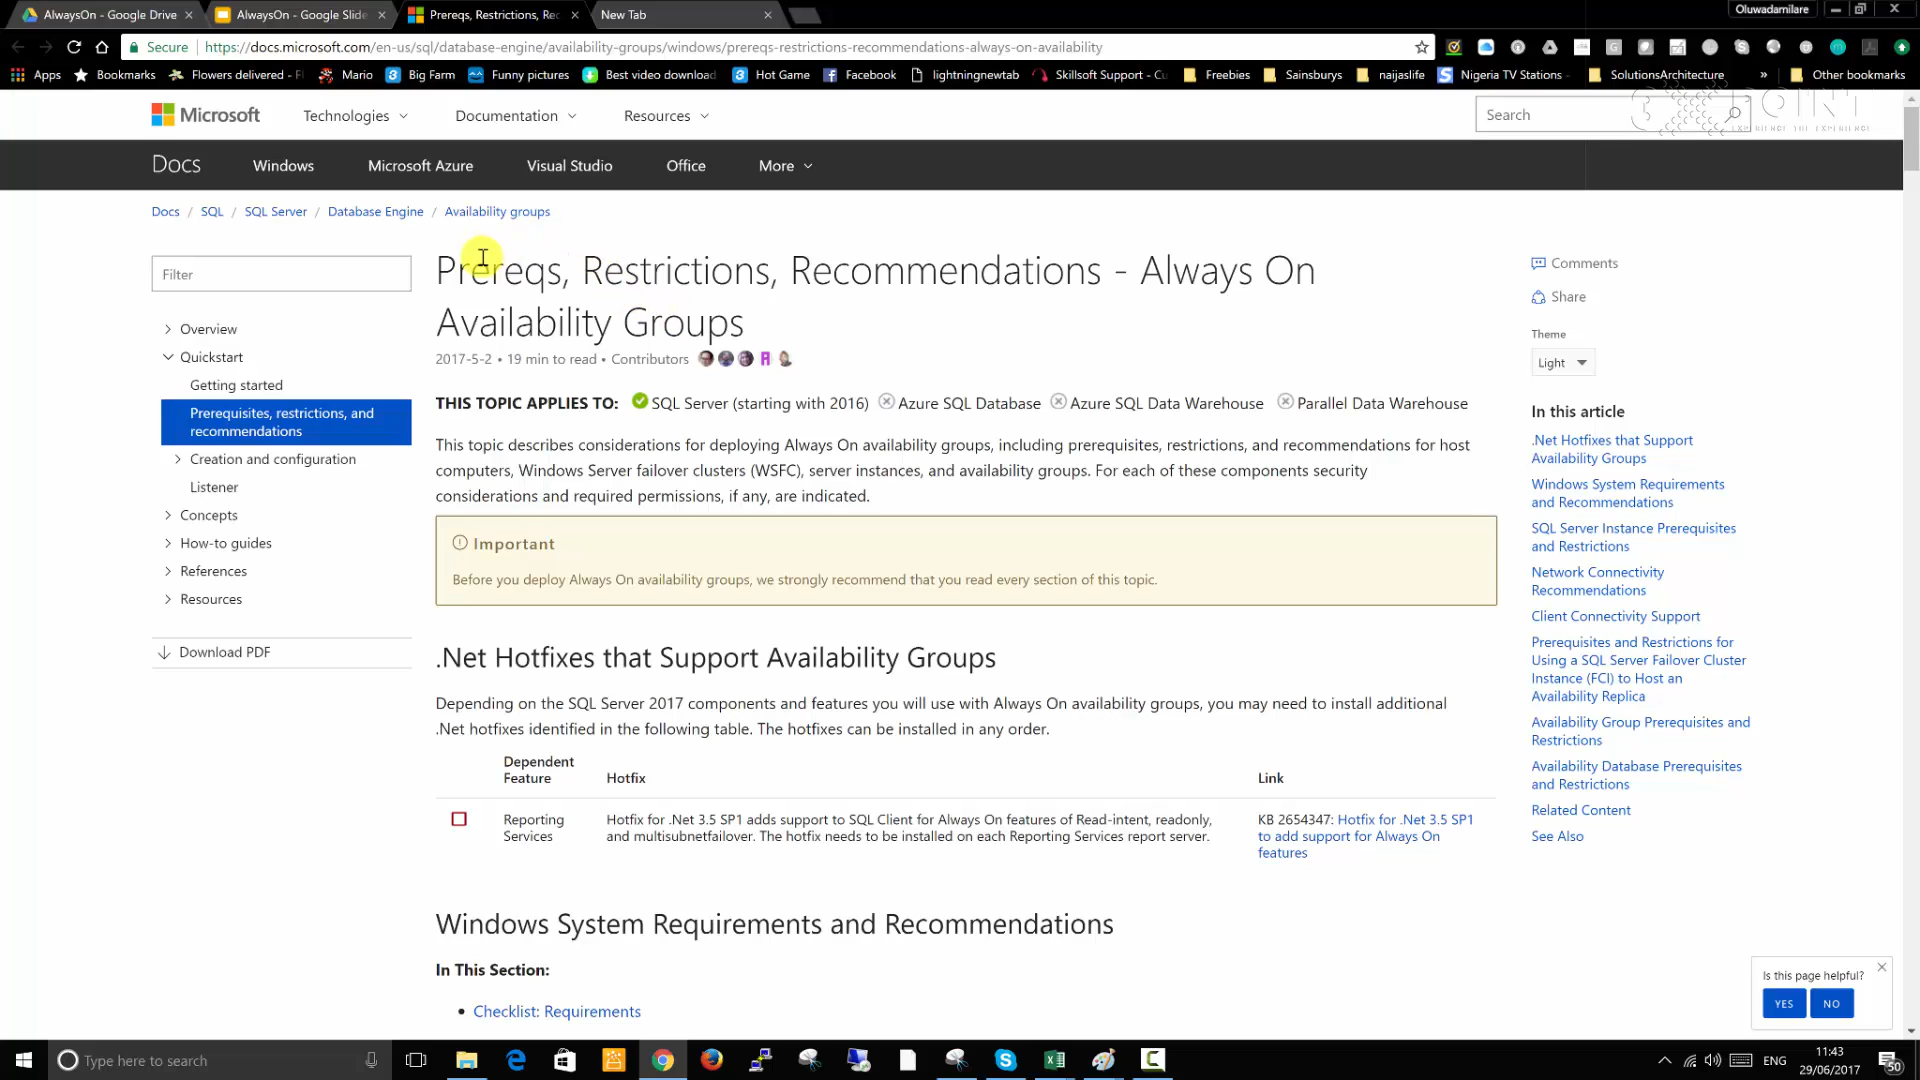 AlwaysOn - Google Drive
AlwaysOn - Google Slide
Prereqs, Restrictions, Rec
New Tab
Oluwadamilare
Secure
https://docs.microsoft.com/en-us/sql/database-engine/availability-groups/windows/prereqs-restrictions-recommendations-always-on-availability
Apps
Bookmarks
Flowers delivered - F
Mario
Big Farm
Funny pictures
Best video download
Hot Game
Facebook
lightningnewtab
Skillsoft Support - Cu
Freebies
Sainsburys
naijaslife
Nigeria TV Stations -
SolutionsArchitecture
»
Other bookmarks
Microsoft
Technologies
Documentation
Resources
Search
Docs
Windows
Microsoft Azure
Visual Studio
Office
More
Docs / SQL / SQL Server / Database Engine / Availability groups
Filter
Overview
Quickstart
Getting started
Prerequisites, restrictions, and
recommendations
Creation and configuration
Listener
Concepts
How-to guides
References
Resources
Download PDF
Prereqs, Restrictions, Recommendations - Always On
Availability Groups
2017-5-2 • 19 min to read • Contributors
THIS TOPIC APPLIES TO: SQL Server (starting with 2016) Azure SQL Database Azure SQL Data Warehouse Parallel Data Warehouse
This topic describes considerations for deploying Always On availability groups, including prerequisites, restrictions, and recommendations for host
computers, Windows Server failover clusters (WSFC), server instances, and availability groups. For each of these components security
considerations and required permissions, if any, are indicated.
Important
Before you deploy Always On availability groups, we strongly recommend that you read every section of this topic.
.Net Hotfixes that Support Availability Groups
Depending on the SQL Server 2017 components and features you will use with Always On availability groups, you may need to install additional
.Net hotfixes identified in the following table. The hotfixes can be installed in any order.
Dependent
Feature
Hotfix
Link
Reporting
Services
Hotfix for .Net 3.5 SP1 adds support to SQL Client for Always On features of Read-intent, readonly,
and multisubnetfailover. The hotfix needs to be installed on each Reporting Services report server.
KB 2654347: Hotfix for .Net 3.5 SP1
to add support for Always On
features
Windows System Requirements and Recommendations
In This Section:
• Checklist: Requirements
Comments
Share
Theme
Light
In this article
.Net Hotfixes that Support
Availability Groups
Windows System Requirements
and Recommendations
SQL Server Instance Prerequisites
and Restrictions
Network Connectivity
Recommendations
Client Connectivity Support
Prerequisites and Restrictions for
Using a SQL Server Failover Cluster
Instance (FCI) to Host an
Availability Replica
Availability Group Prerequisites and
Restrictions
Availability Database Prerequisites
and Restrictions
Related Content
See Also
Is this page helpful?
YES
NO
Type here to search
ENG
11:43
29/06/2017
50